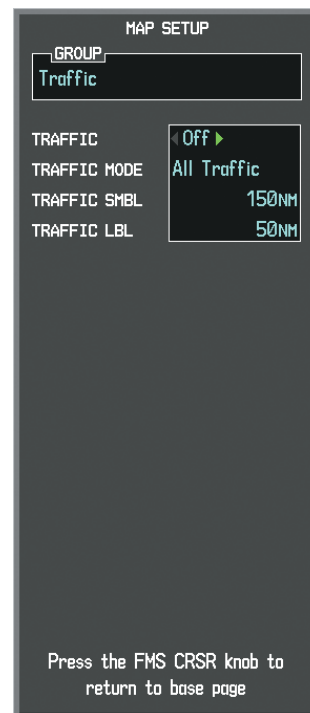 MAP SETUP
GROUP
Traffic
TRAFFIC Off
TRAFFIC MODE All Traffic
TRAFFIC SMBL 150NM
TRAFFIC LBL 50NM
Press the FMS CRSR knob to
return to base page